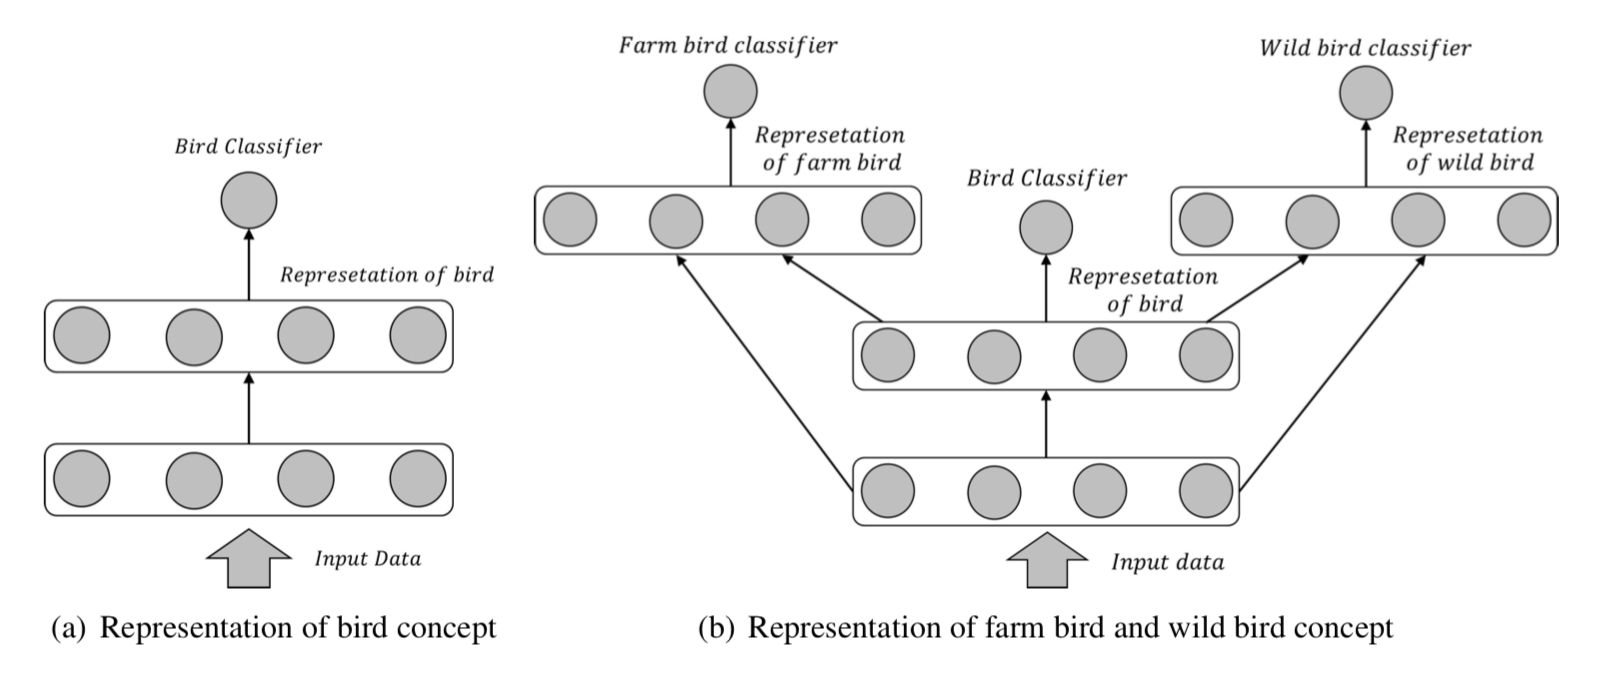 Bird Classifier
Represetation of bird
Input Data
(a) Representation of bird concept
Farm bird classifier
Represetation
of farm bird
Bird Classifier
Represetation
of bird
Wild bird classifier
Represetation
of wild bird
Input data
(b) Representation of farm bird and wild bird concept